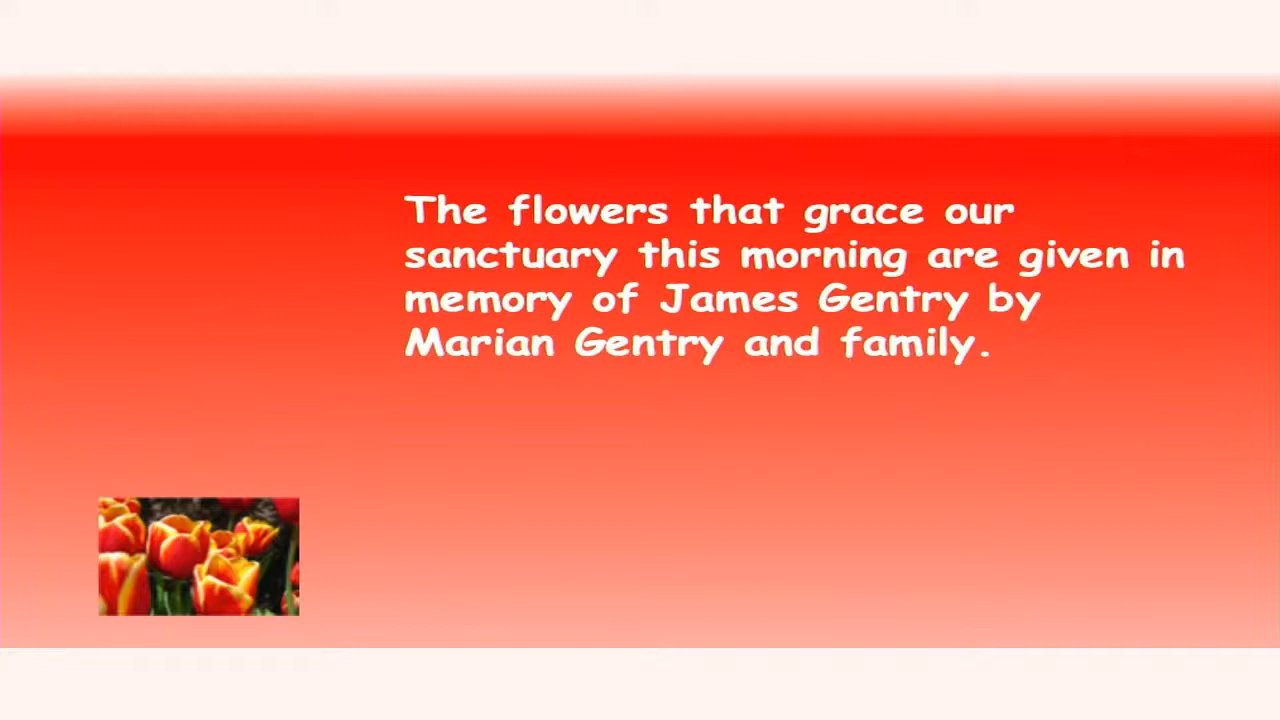 The flowers that grace our
sanctuary this morning are given in
memory of James Gentry by
Marian Gentry and family.